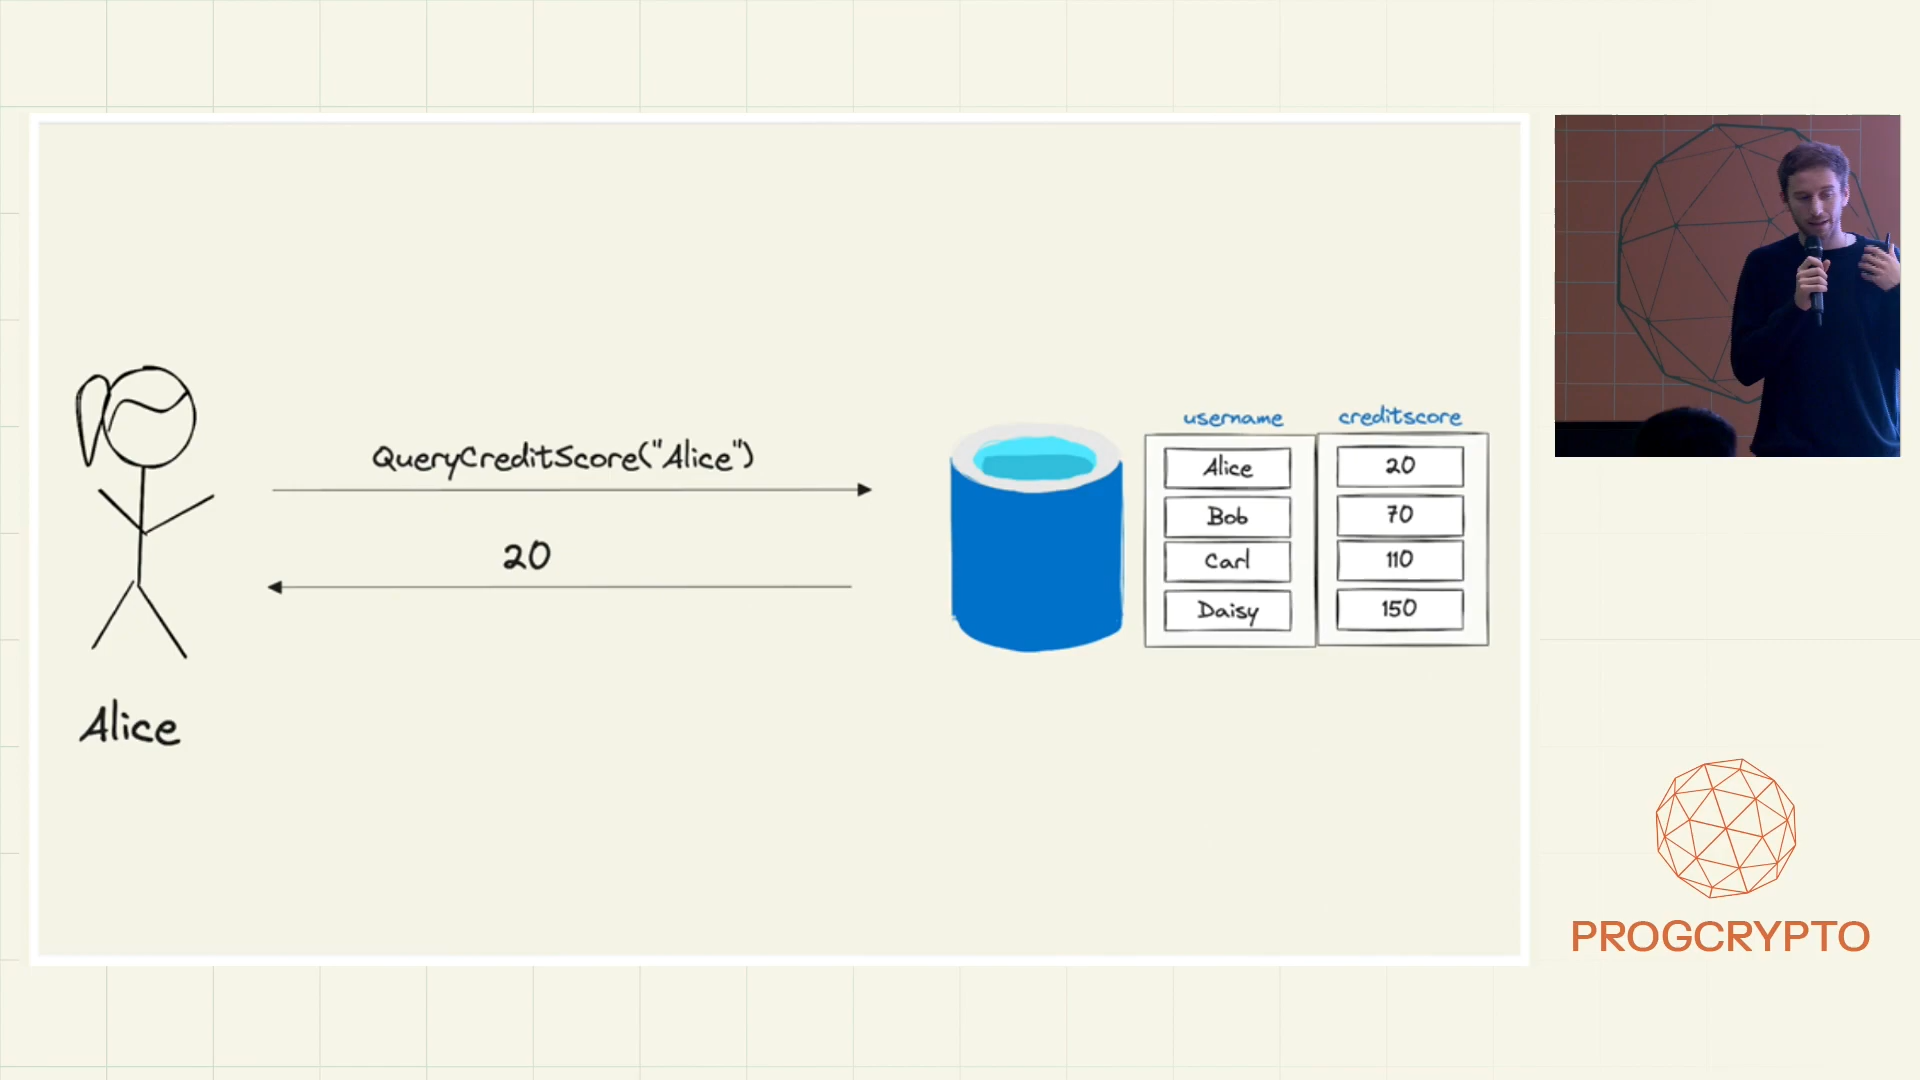 QueryCreditScore("Alice")
20
Alice
username creditscore
Alice 20
Bob 70
Carl 110
Daisy 150
PROGCRYPTO